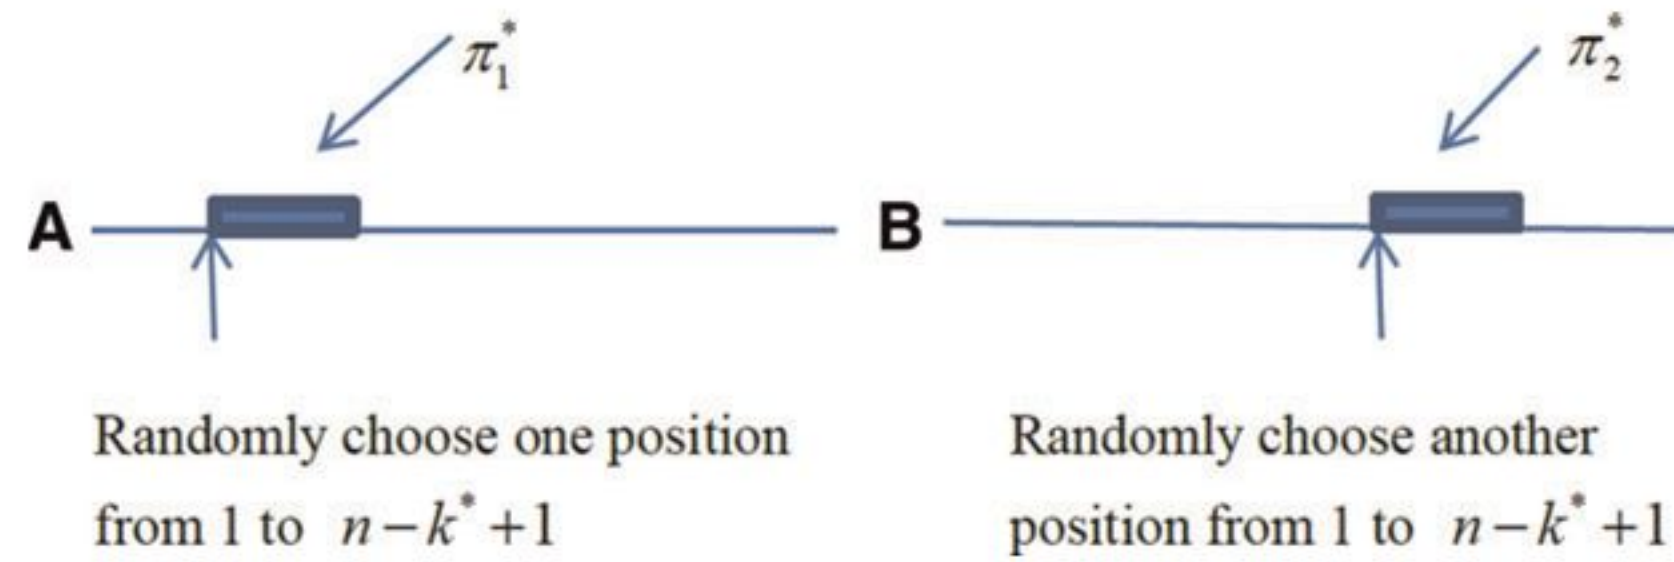 π₁*
A
Randomly choose one position
from 1 to n−k*+1
π₂*
B
Randomly choose another
position from 1 to n−k*+1